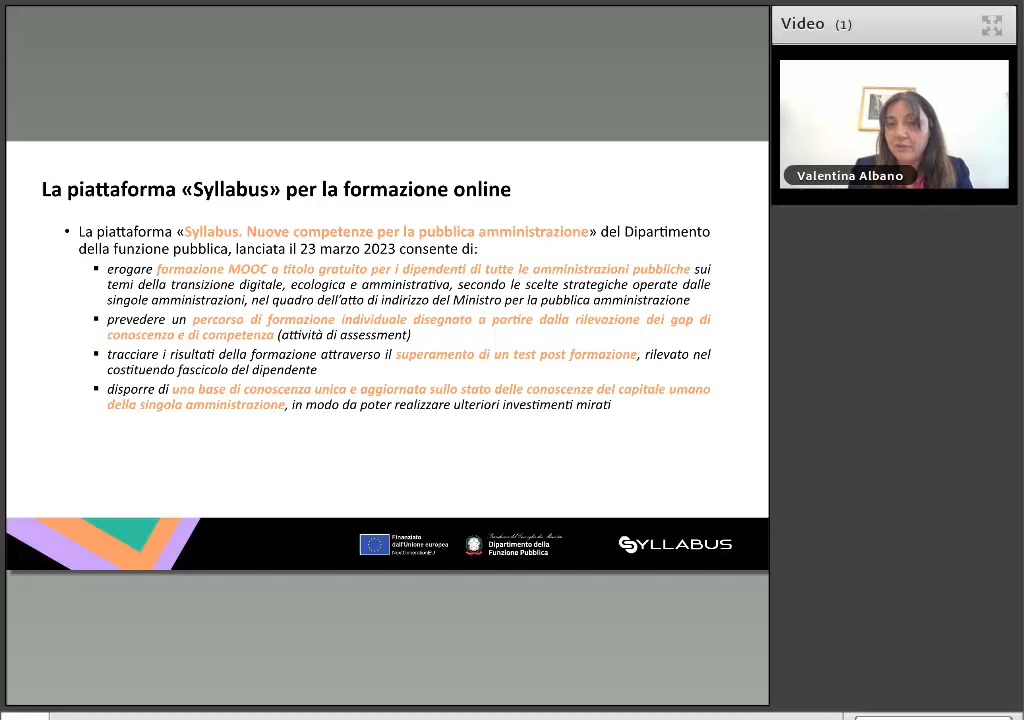 Video (1)
Valentina Albano
La piattaforma «Syllabus» per la formazione online
• La piattaforma «Syllabus. Nuove competenze per la pubblica amministrazione» del Dipartimento
della funzione pubblica, lanciata il 23 marzo 2023 consente di:
▪ erogare formazione MOOC a titolo gratuito per i dipendenti di tutte le amministrazioni pubbliche sui
temi della transizione digitale, ecologica e amministrativa, secondo le scelte strategiche operate dalle
singole amministrazioni, nel quadro dell'atto di indirizzo del Ministro per la pubblica amministrazione
▪ prevedere un percorso di formazione individuale disegnato a partire dalla rilevazione dei gap di
conoscenza e di competenza (attività di assessment)
▪ tracciare i risultati della formazione attraverso il superamento di un test post formazione, rilevato nel
costituendo fascicolo del dipendente
▪ disporre di una base di conoscenza unica e aggiornata sullo stato delle conoscenze del capitale umano
della singola amministrazione, in modo da poter realizzare ulteriori investimenti mirati
Finanziato
dall'Unione europea
NextGenerationEU
Dipartimento della
Funzione Pubblica
SYLLABUS